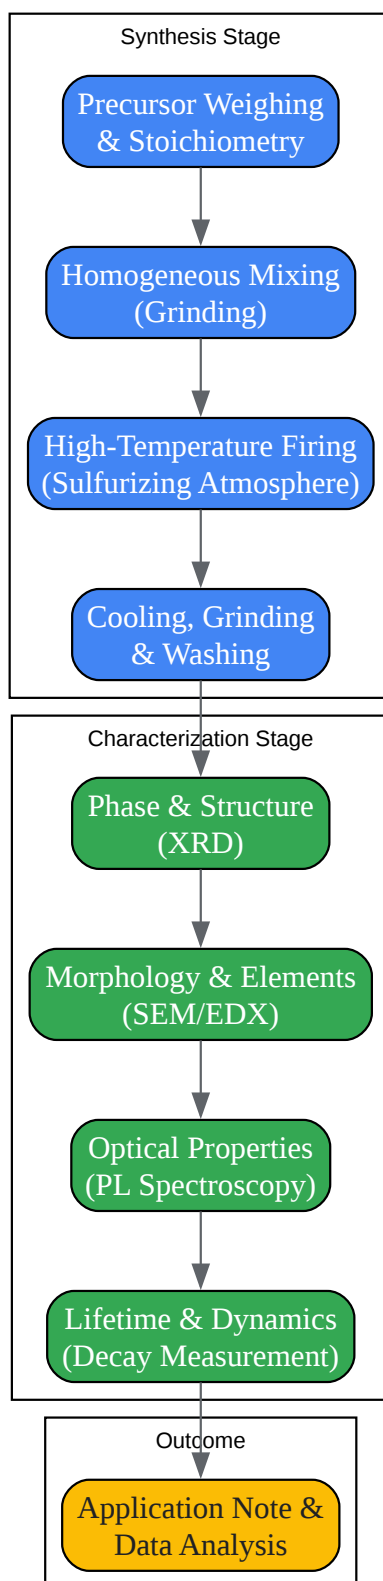 Synthesis Stage
Precursor Weighing
& Stoichiometry
Homogeneous Mixing
(Grinding)
High-Temperature Firing
(Sulfurizing Atmosphere)
Cooling, Grinding
& Washing
Characterization Stage
Phase & Structure
(XRD)
Morphology & Elements
(SEM/EDX)
Optical Properties
(PL Spectroscopy)
Lifetime & Dynamics
(Decay Measurement)
Outcome
Application Note &
Data Analysis